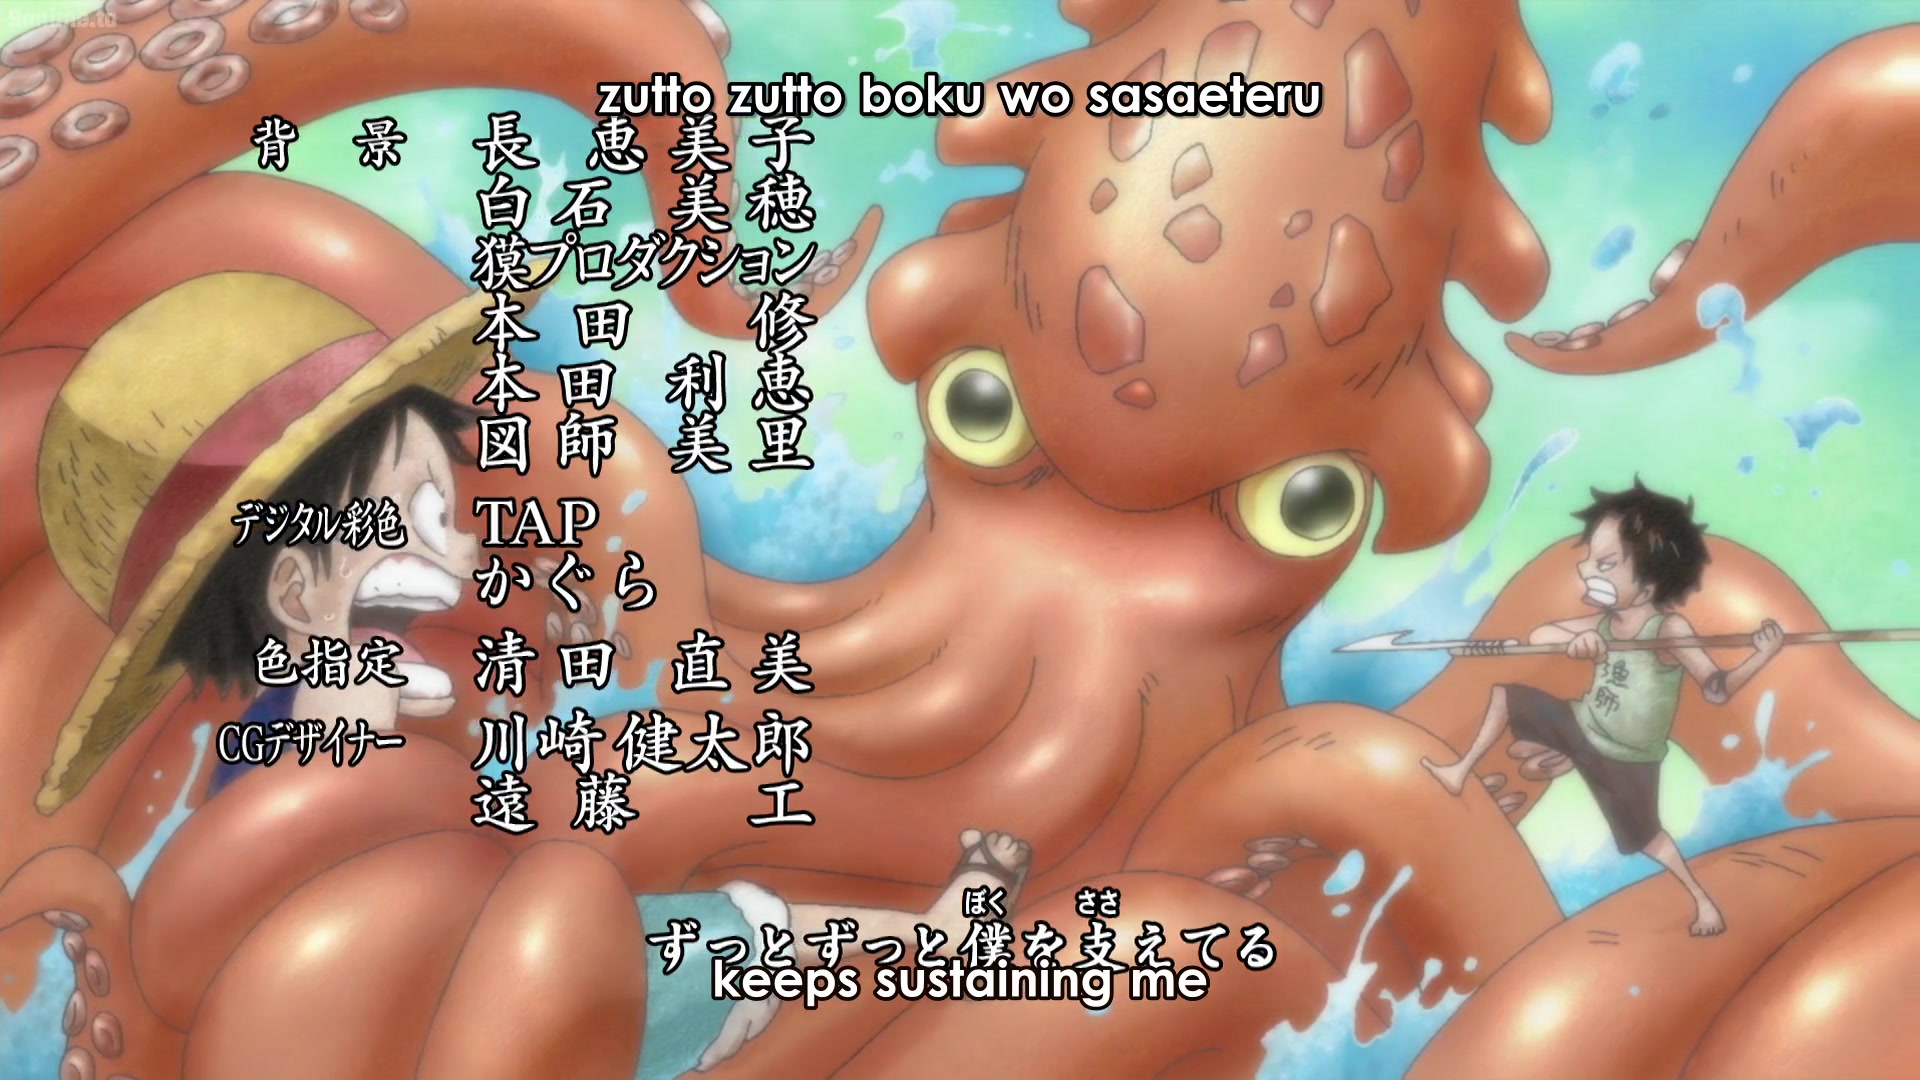 9anime.to
zutto zutto boku wo sasaeteru
背景 長恵美子
白石美穂
獏プロダクション
本田修
本田利恵
図師美里
デジタル彩色 TAP
かぐら
色指定 清田直美
CGデザイナー 川崎健太郎
遠藤工
漁師
ぼく ささ
ずっとずっと僕を支えてる
keeps sustaining me